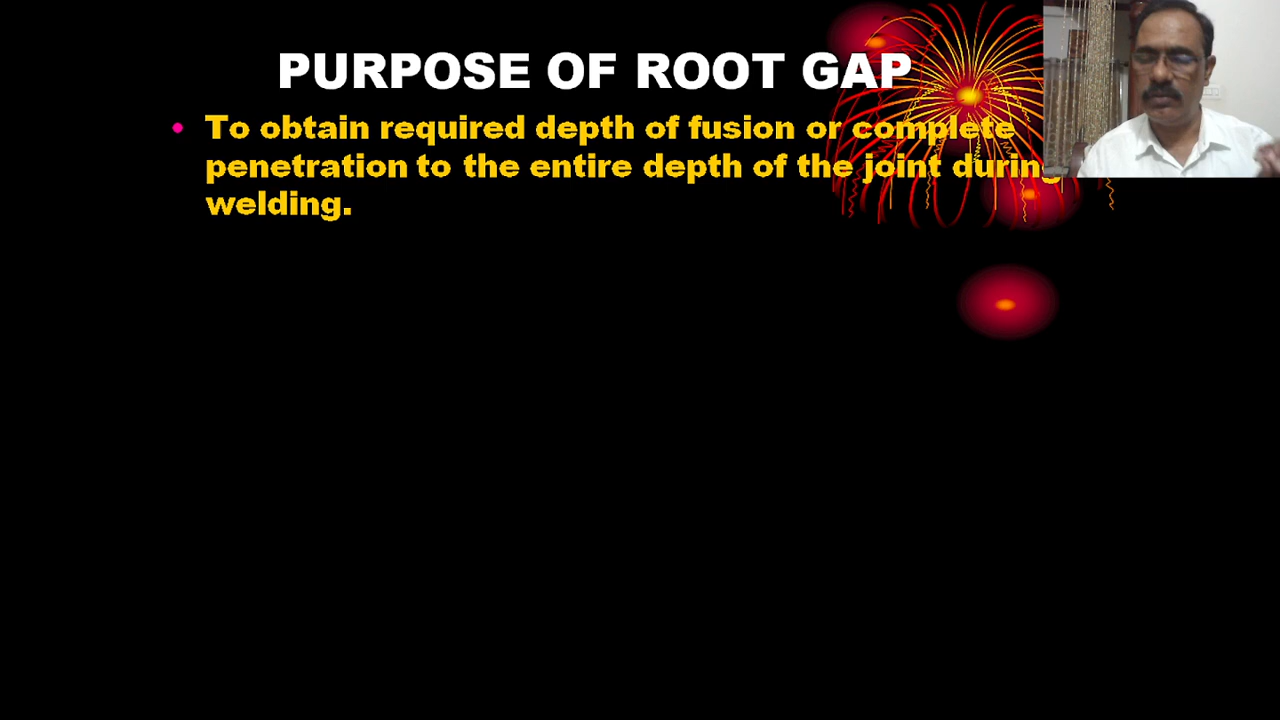 PURPOSE OF ROOT GAP
• To obtain required depth of fusion or complete
penetration to the entire depth of the joint during
welding.